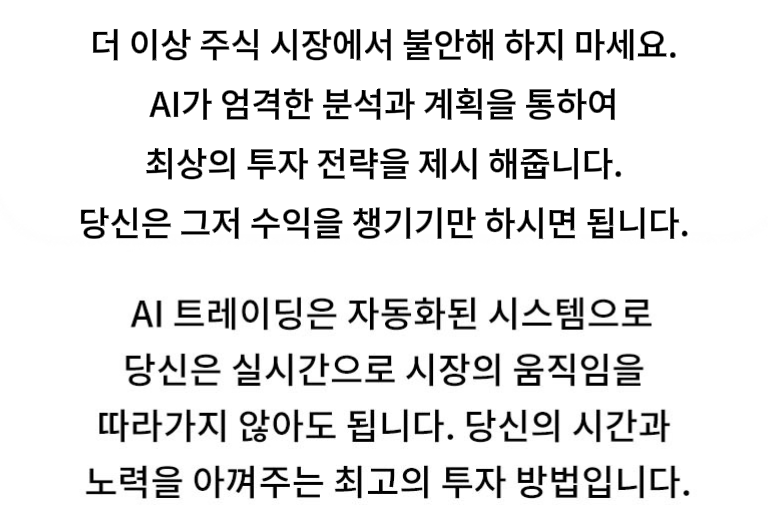 더 이상 주식 시장에서 불안해 하지 마세요.
AI가 엄격한 분석과 계획을 통하여
최상의 투자 전략을 제시 해줍니다.
당신은 그저 수익을 챙기기만 하시면 됩니다.
AI 트레이딩은 자동화된 시스템으로
당신은 실시간으로 시장의 움직임을
따라가지 않아도 됩니다. 당신의 시간과
노력을 아껴주는 최고의 투자 방법입니다.